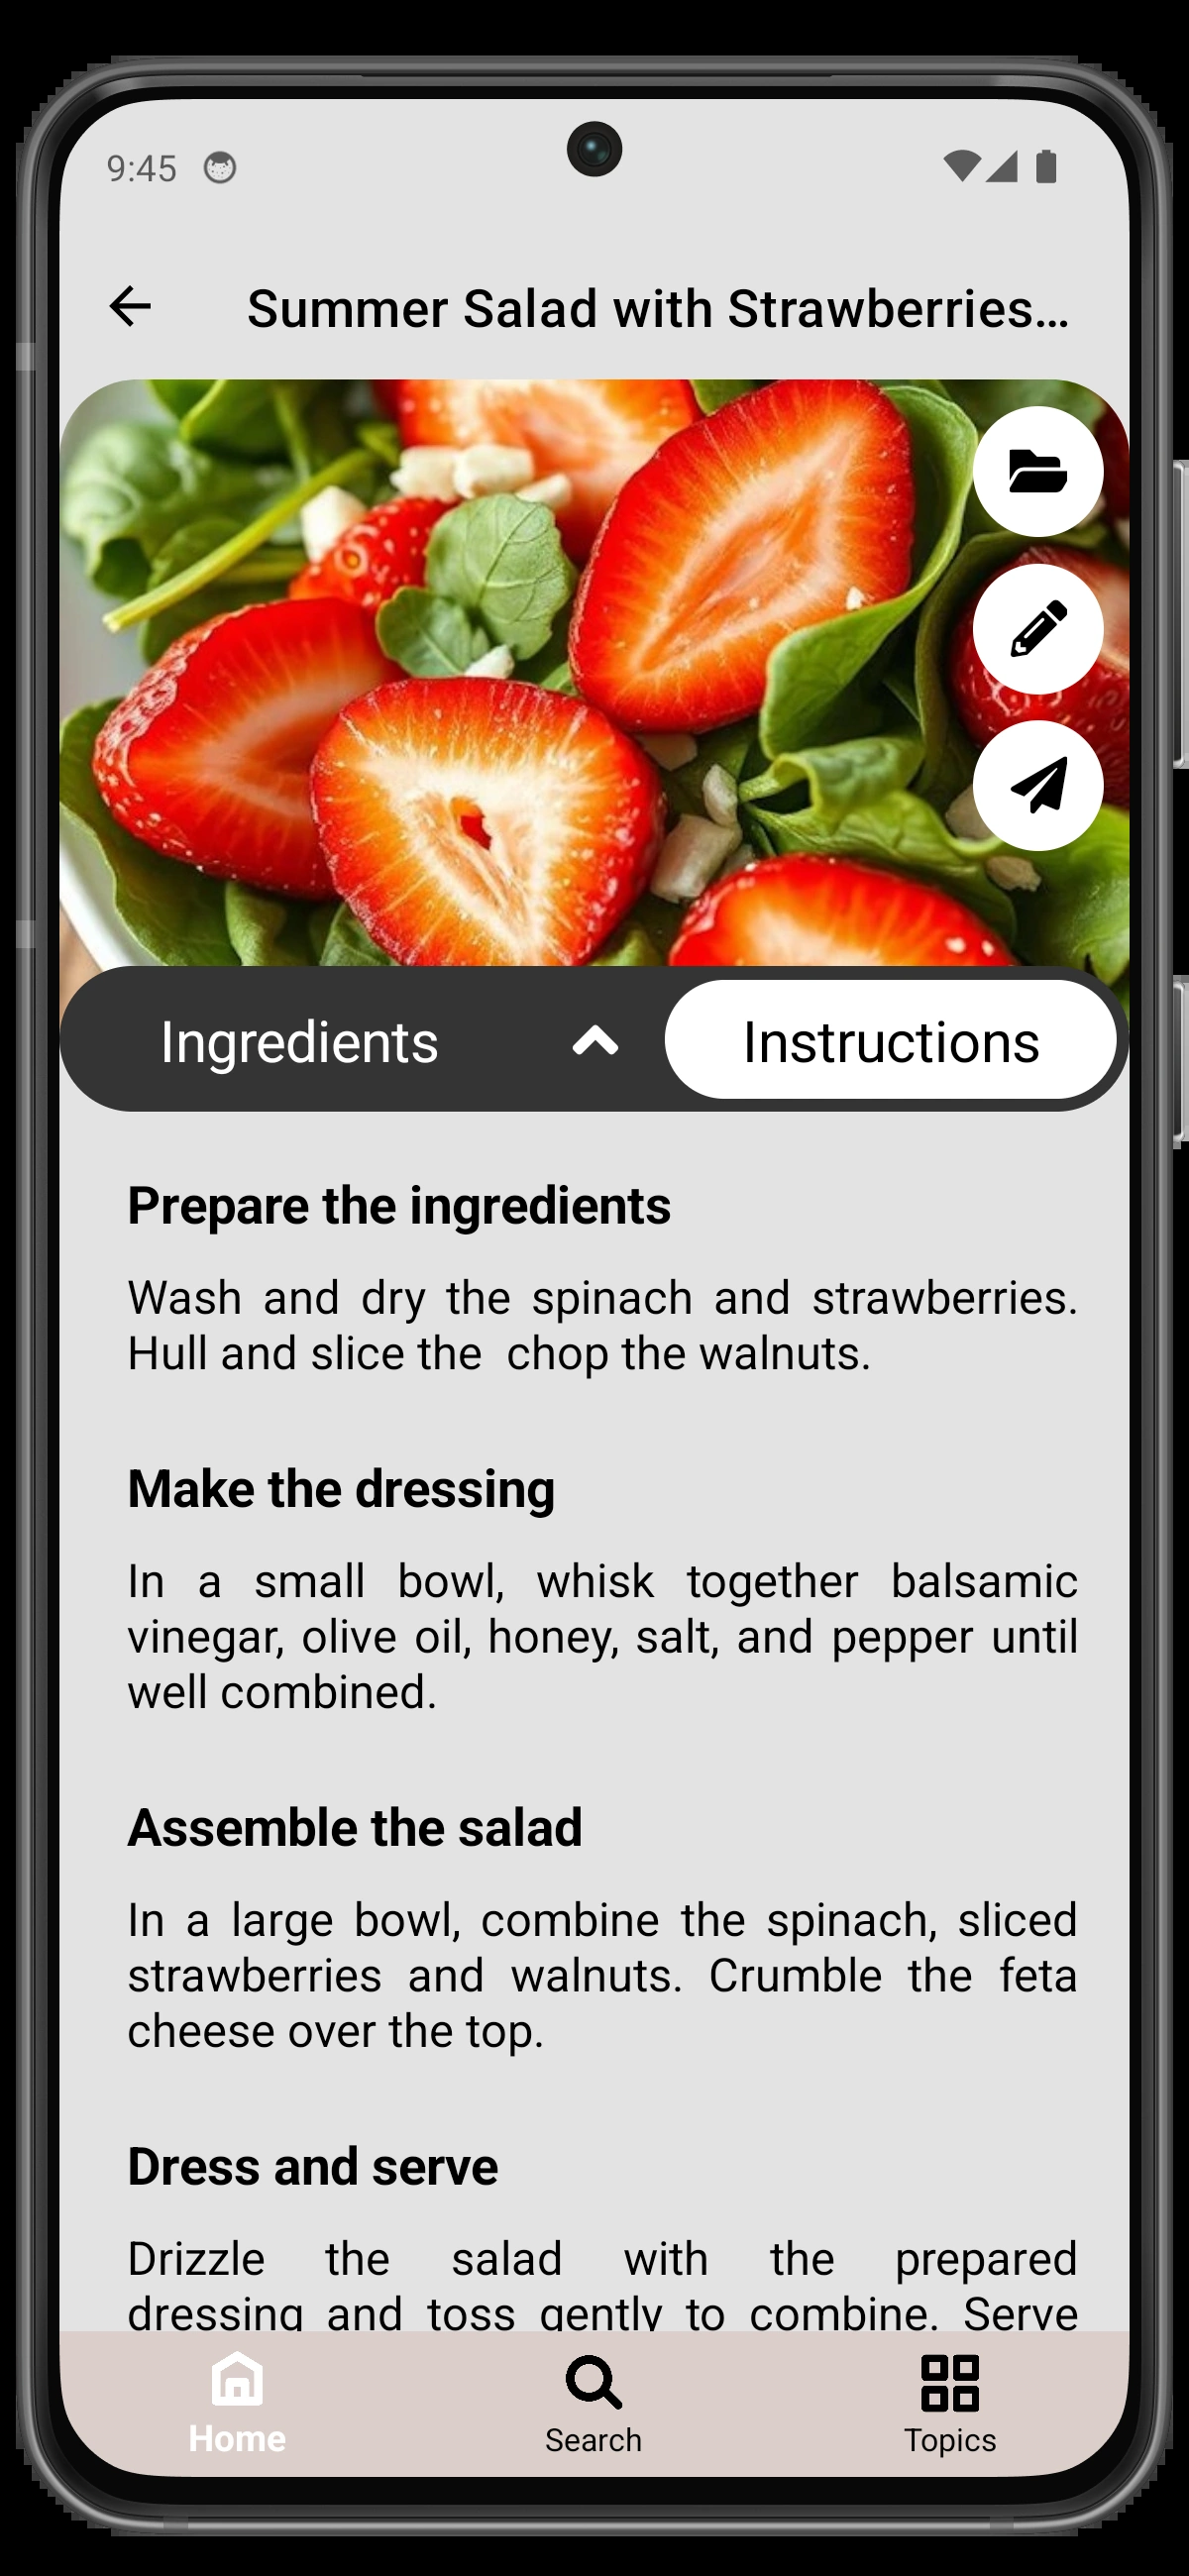 9:45
Summer Salad with Strawberries...
Ingredients
Instructions
Prepare the ingredients
Wash and dry the spinach and strawberries.
Hull and slice the  chop the walnuts.
Make the dressing
In a small bowl, whisk together balsamic
vinegar, olive oil, honey, salt, and pepper until
well combined.
Assemble the salad
In a large bowl, combine the spinach, sliced
strawberries and walnuts. Crumble the feta
cheese over the top.
Dress and serve
Drizzle the salad with the prepared
dressing and toss gently to combine. Serve
Home
Search
Topics